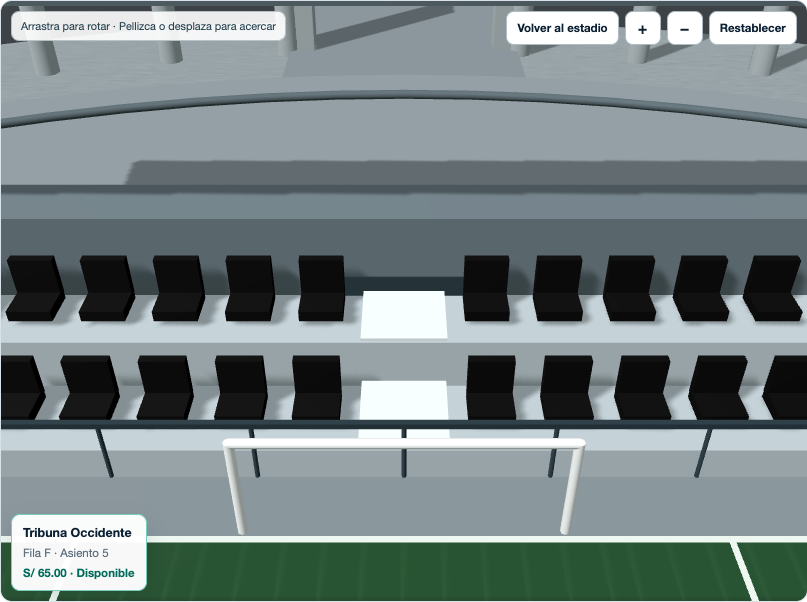 Arrastra para rotar · Pellizca o desplaza para acercar
Volver al estadio
+
−
Restablecer
Tribuna Occidente
Fila F · Asiento 5
S/ 65.00 · Disponible